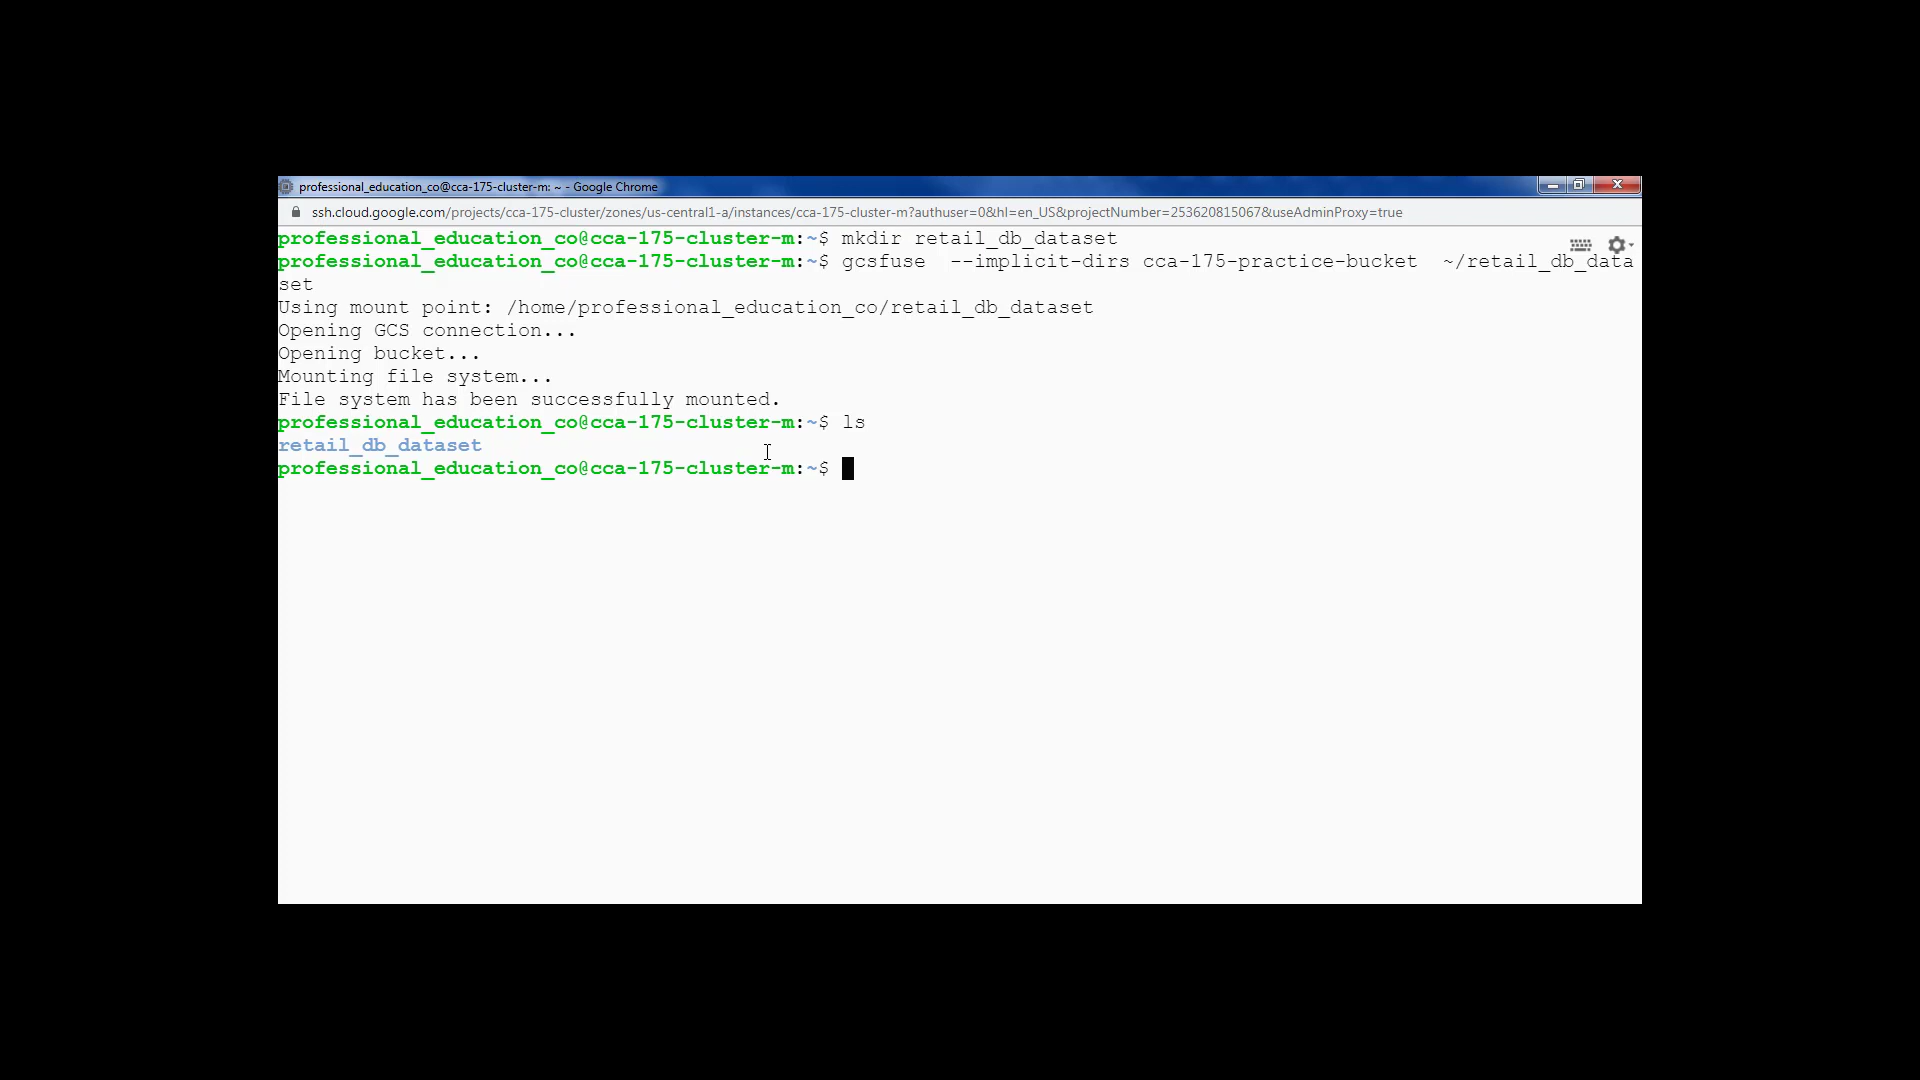 professional_education_co@cca-175-cluster-m: ~ - Google Chrome
ssh.cloud.google.com/projects/cca-175-cluster/zones/us-central1-a/instances/cca-175-cluster-m?authuser=0&hl=en_US&projectNumber=253620815067&useAdminProxy=true
professional_education_co@cca-175-cluster-m:~$ mkdir retail_db_dataset
professional_education_co@cca-175-cluster-m:~$ gcsfuse  --implicit-dirs cca-175-practice-bucket  ~/retail_db_data
set
Using mount point: /home/professional_education_co/retail_db_dataset
Opening GCS connection...
Opening bucket...
Mounting file system...
File system has been successfully mounted.
professional_education_co@cca-175-cluster-m:~$ ls
retail_db_dataset
professional_education_co@cca-175-cluster-m:~$